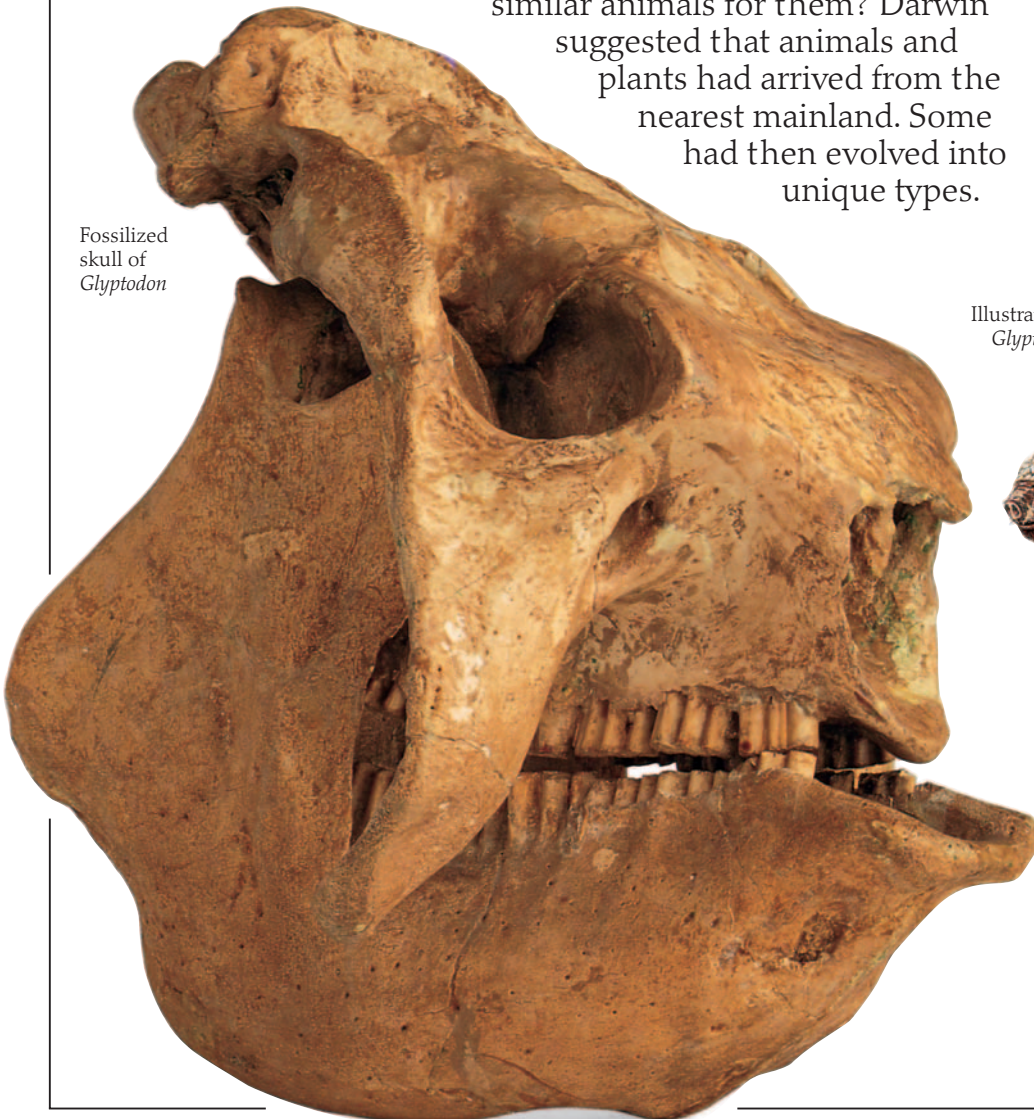 similar animals for them? Darwin
suggested that animals and
plants had arrived from the
nearest mainland. Some
had then evolved into
unique types.
Fossilized
skull of
Glyptodon